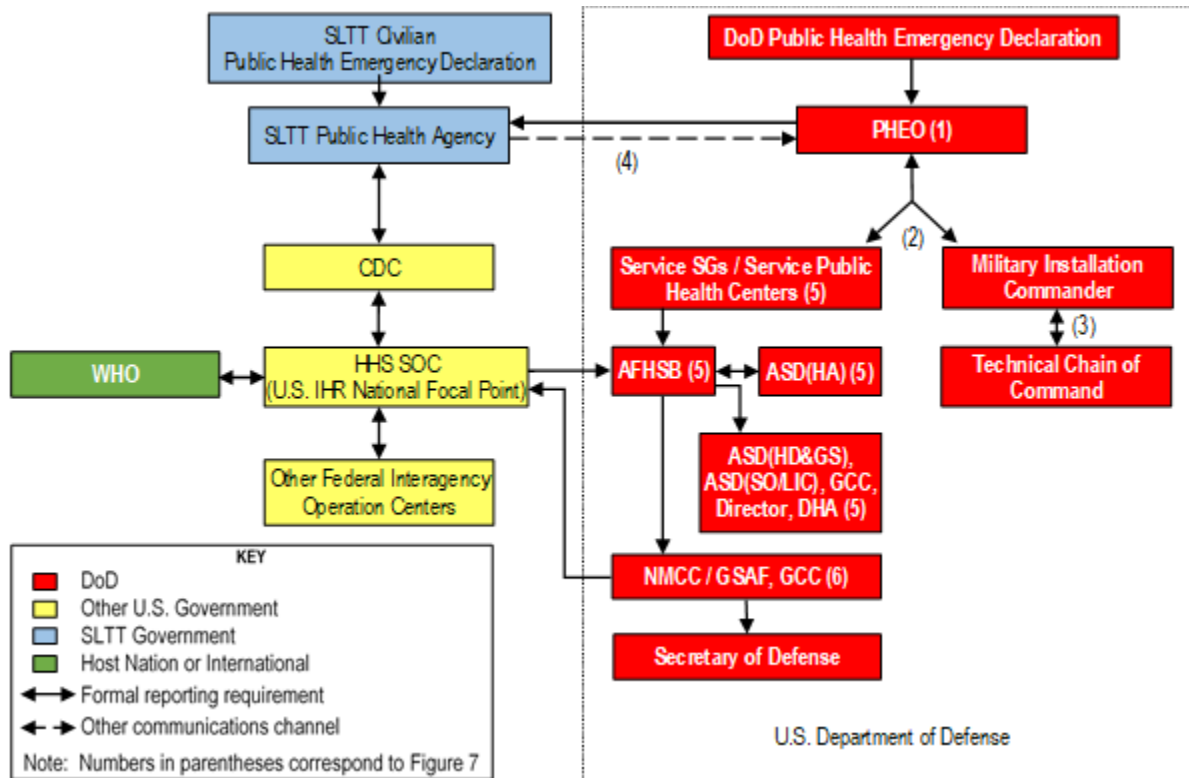 SLTT Civilian
Public Health Emergency Declaration
DoD Public Health Emergency Declaration
SLTT Public Health Agency
PHEO (1)
(4)
(2)
CDC
Service SGs / Service Public
Health Centers (5)
Military Installation
Commander
(3)
WHO
HHS SOC
(U.S. IHR National Focal Point)
AFHSB (5)
ASD(HA) (5)
Technical Chain of
Command
Other Federal Interagency
Operation Centers
ASD(HD&GS),
ASD(SO/LIC), GCC,
Director, DHA (5)
NMCC / GSAF, GCC (6)
Secretary of Defense
U.S. Department of Defense
KEY
DoD
Other U.S. Government
SLTT Government
Host Nation or International
Formal reporting requirement
Other communications channel
Note: Numbers in parentheses correspond to Figure 7